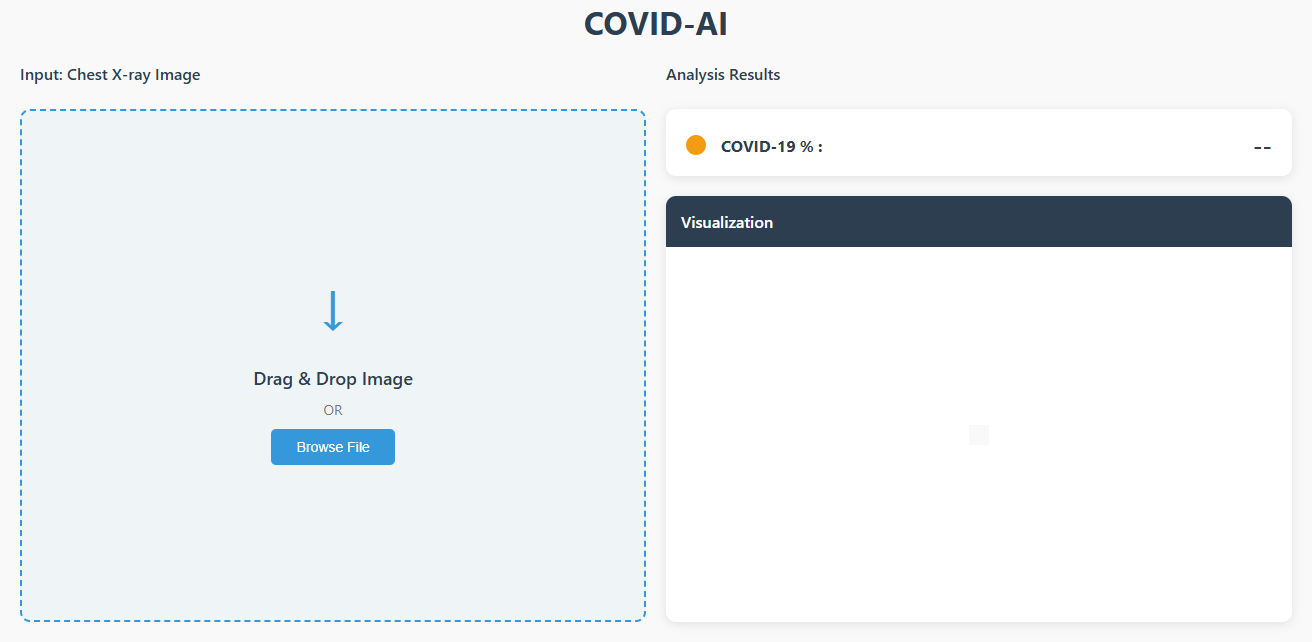 COVID-AI
Input: Chest X-ray Image
Drag & Drop Image
OR
Browse File
Analysis Results
COVID-19 % : --
Visualization